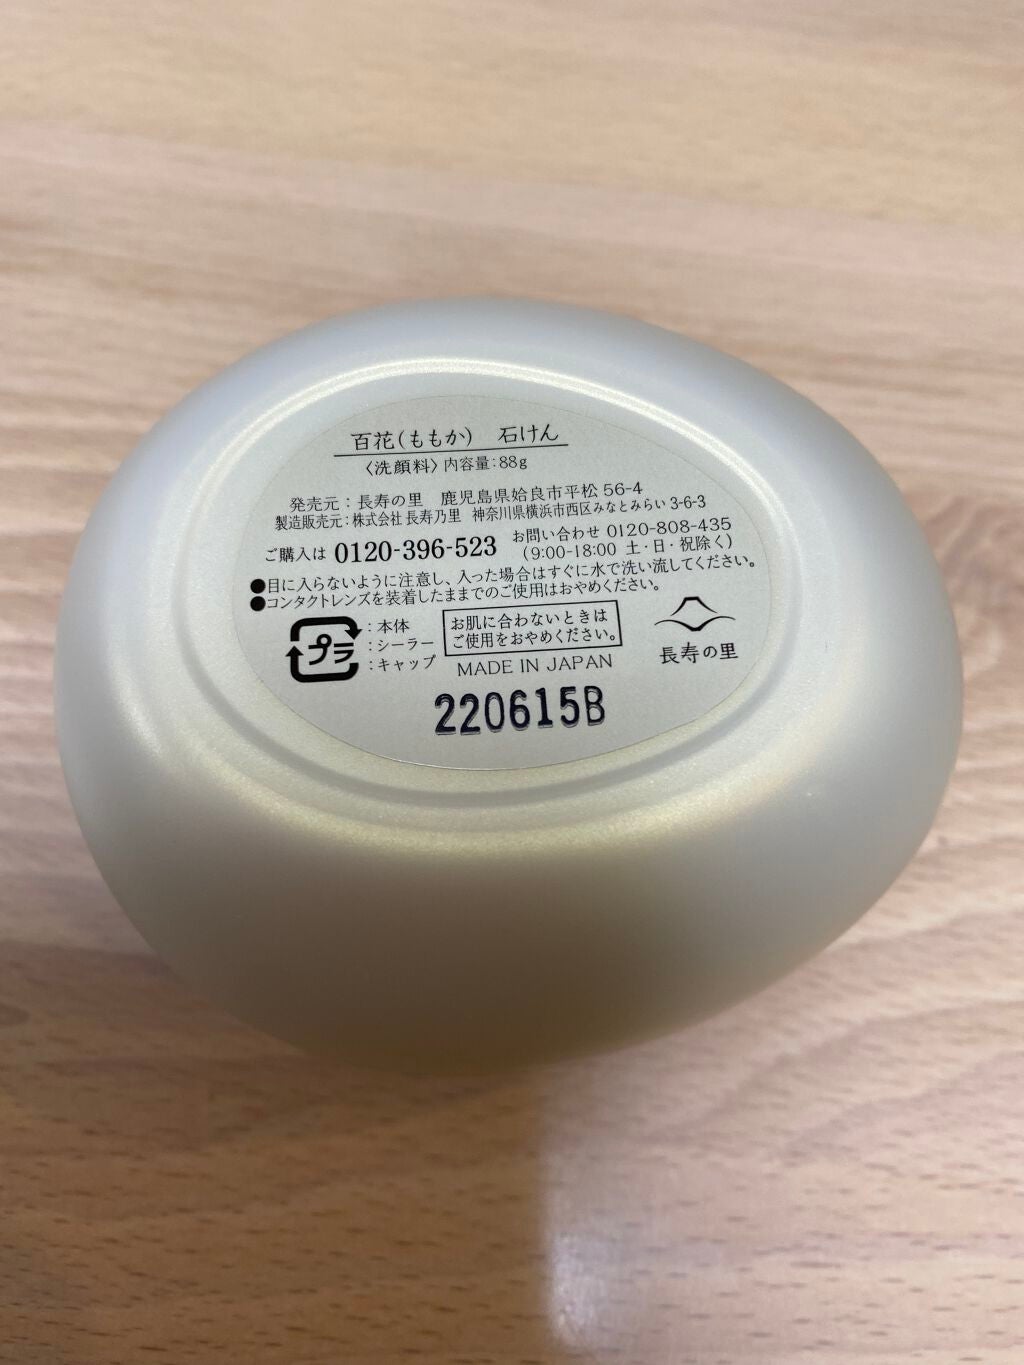 百花(ももか) 石けん
〈洗顔料〉内容量:88g
発売元:長寿の里 鹿児島県姶良市平松56-4
製造販売元:株式会社 長寿乃里 神奈川県横浜市西区みなとみらい3-6-3
ご購入は 0120-396-523
お問い合わせ 0120-808-435
(9:00-18:00 土・日・祝除く)
●目に入らないように注意し、入った場合はすぐに水で洗い流してください。
●コンタクトレンズを装着したままでのご使用はおやめください。
プラ
:本体
:シーラー
:キャップ
お肌に合わないときは
ご使用をおやめください。
MADE IN JAPAN
長寿の里
220615B